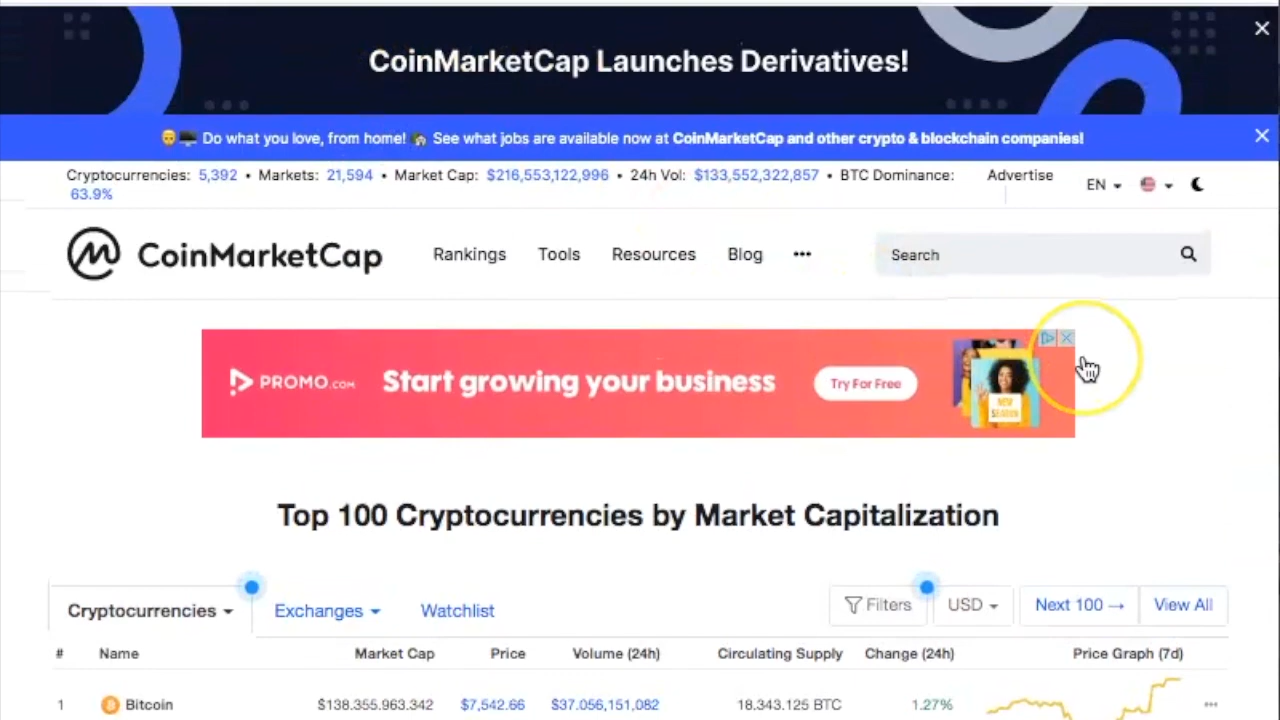 CoinMarketCap Launches Derivatives!
Do what you love, from home! See what jobs are available now at CoinMarketCap and other crypto & blockchain companies!
Cryptocurrencies: 5,392 • Markets: 21,594 • Market Cap: $216,553,122,996 • 24h Vol: $133,552,322,857 • BTC Dominance: 63.9%
Advertise EN
CoinMarketCap Rankings Tools Resources Blog ••• Search
PROMO.COM Start growing your business Try For Free
NEW
SEASON
Top 100 Cryptocurrencies by Market Capitalization
Cryptocurrencies Exchanges Watchlist Filters USD Next 100 → View All
# Name Market Cap Price Volume (24h) Circulating Supply Change (24h) Price Graph (7d)
1 Bitcoin $138.355.963.342 $7,542.66 $37.056,151,082 18.343.125 BTC 1.27% •••